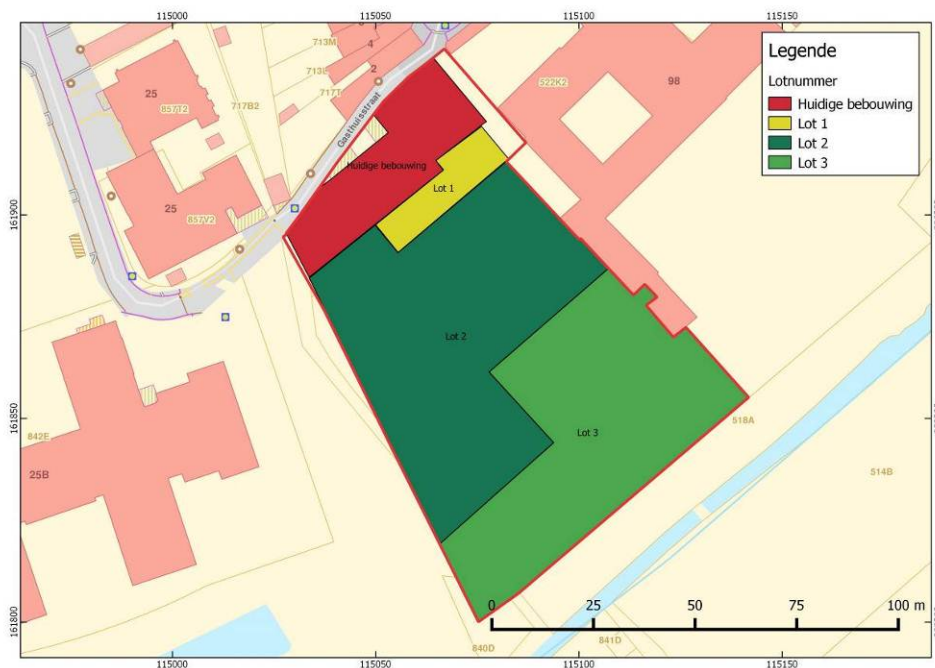 115000 115050 115100 115150
Legende
Lotnummer
Huidige bebouwing
Lot 1
Lot 2
Lot 3
713M
4
713L
2
717T
522K2
98
25
857T2
717B2
Gasthuisstraat
Huidige bebouwing
Lot 1
161900
161900
25
857V2
Lot 2
161850
842E
25B
Lot 3
518A
514B
161800
0 25 50 75 100 m
840D
841D
115000 115050 115100 115150